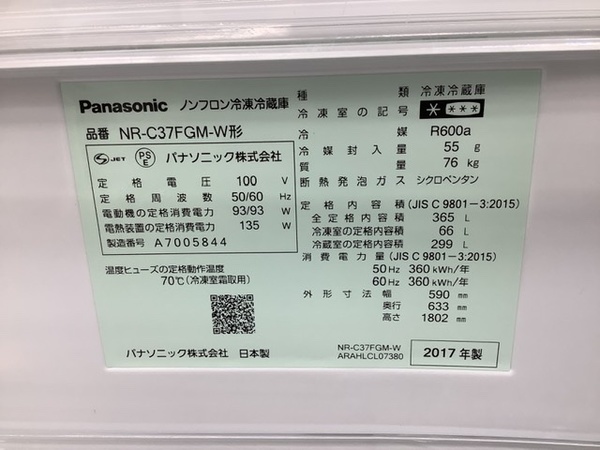 Panasonic ノンフロン冷凍冷蔵庫
品番 NR-C37FGM-W形
S JET PS E パナソニック株式会社
定格電圧 100 V
定格周波数 50/60 Hz
電動機の定格消費電力 93/93 W
電熱装置の定格消費電力 135 W
製造番号 A7005844
温度ヒューズの定格動作温度
70℃(冷凍室霜取用)
パナソニック株式会社 日本製
種類 冷凍冷蔵庫
冷凍室の記号 * ***
冷媒 R600a
冷媒封入量 55 g
質量 76 kg
断熱発泡ガス シクロペンタン
定格内容積 (JIS C 9801-3:2015)
全定格内容積 365 L
冷凍室の定格内容積 66 L
冷蔵室の定格内容積 299 L
消費電力量 (JIS C 9801-3:2015)
50 Hz 360 kWh/年
60 Hz 360 kWh/年
外形寸法 幅 590 mm
奥行 633 mm
高さ 1802 mm
NR-C37FGM-W
ARAHLCL07380
2017年製